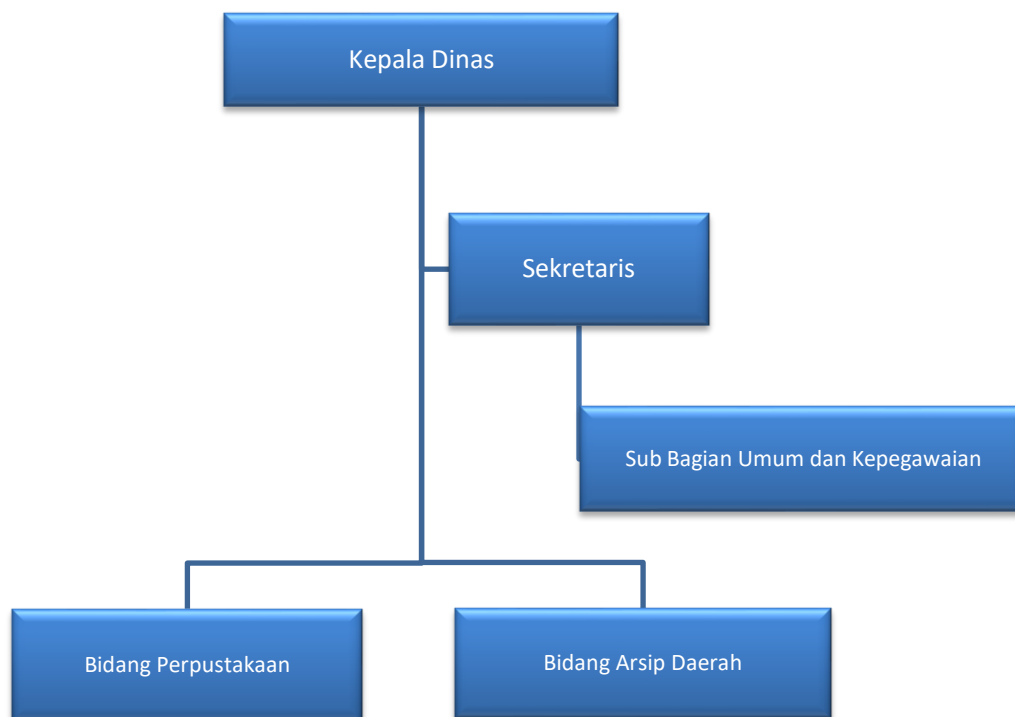 Kepala Dinas
Sekretaris
Sub Bagian Umum dan Kepegawaian
Bidang Perpustakaan
Bidang Arsip Daerah